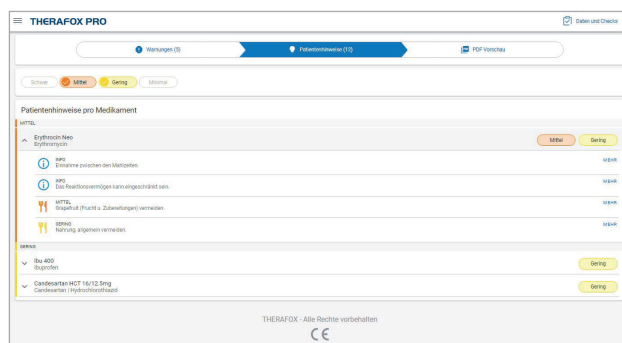 THERAFOX PRO
Daten und Checks
Warnungen (5)
Patientenhinweise (12)
PDF Vorschau
Schwer
Mittel
Gering
Minimal
Patientenhinweise pro Medikament
MITTEL
Erythrocin Neo
Erythromycin
Mittel
Gering
INFO
Einnahme zwischen den Mahlzeiten.
MEHR
INFO
Das Reaktionsvermögen kann eingeschränkt sein.
MEHR
MITTEL
Grapefruit (Frucht u. Zubereitungen) vermeiden.
MEHR
GERING
Nahrung, allgemein vermeiden.
MEHR
GERING
Ibu 400
Ibuprofen
Gering
Candesartan HCT 16/12.5mg
Candesartan | Hydrochlorothiazid
Gering
THERAFOX - Alle Rechte vorbehalten
CE